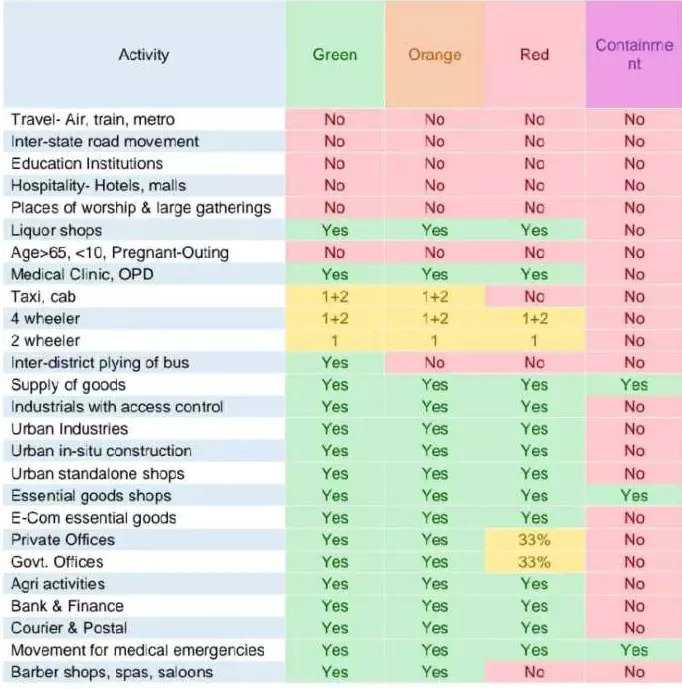 Activity Green Orange Red Containme
nt
Travel- Air, train, metro No No No No
Inter-state road movement No No No No
Education Institutions No No No No
Hospitality- Hotels, malls No No No No
Places of worship & large gatherings No No No No
Liquor shops Yes Yes Yes No
Age>65, <10, Pregnant-Outing No No No No
Medical Clinic, OPD Yes Yes Yes No
Taxi, cab 1+2 1+2 No No
4 wheeler 1+2 1+2 1+2 No
2 wheeler 1 1 1 No
Inter-district plying of bus Yes No No No
Supply of goods Yes Yes Yes Yes
Industrials with access control Yes Yes Yes No
Urban Industries Yes Yes Yes No
Urban in-situ construction Yes Yes Yes No
Urban standalone shops Yes Yes Yes No
Essential goods shops Yes Yes Yes Yes
E-Com essential goods Yes Yes Yes No
Private Offices Yes Yes 33% No
Govt. Offices Yes Yes 33% No
Agri activities Yes Yes Yes No
Bank & Finance Yes Yes Yes No
Courier & Postal Yes Yes Yes No
Movement for medical emergencies Yes Yes Yes Yes
Barber shops, spas, saloons Yes Yes No No